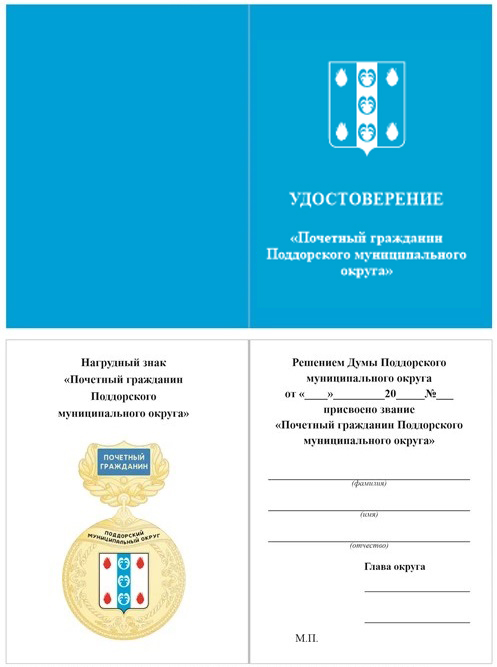 УДОСТОВЕРЕНИЕ
«Почетный гражданин
Поддорского муниципального
округа»
Нагрудный знак
«Почетный гражданин
Поддорского
муниципального округа»
ПОЧЕТНЫЙ
ГРАЖДАНИН
ПОДДОРСКИЙ
МУНИЦИПАЛЬНЫЙ ОКРУГ
Решением Думы Поддорского
муниципального округа
от «____»_________20_____№___
присвоено звание
«Почетный гражданин Поддорского
муниципального округа»
(фамилия)
(имя)
(отчество)
Глава округа
М.П.